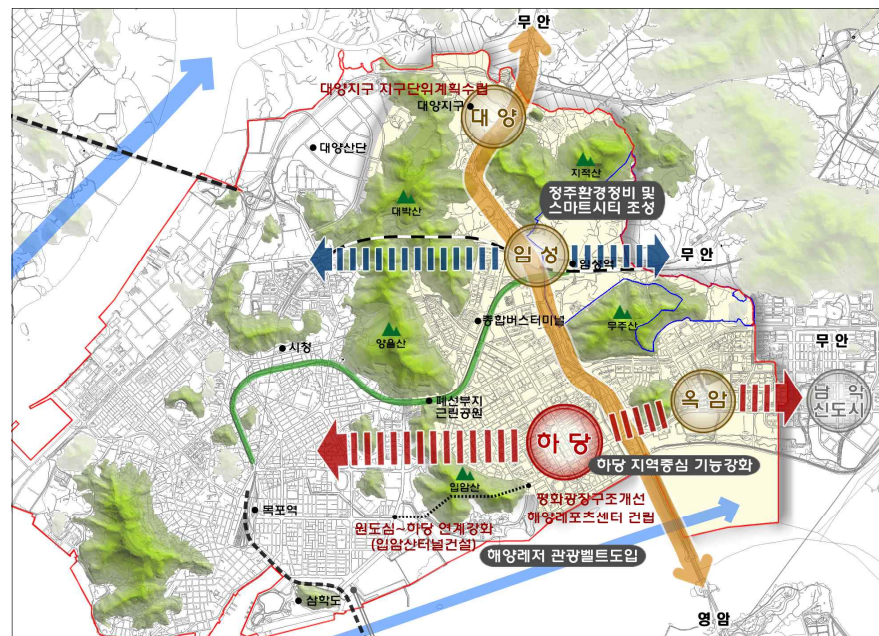 무안
대양지구 지구단위계획수립
대양지구
대양
대양산단
지적산
정주환경정비 및
스마트시티 조성
대박산
임성
임성역
무안
종합버스터미널
무주산
양을산
시청
무안
폐선부지
근린공원
옥암
남악
신도시
하당
하당 지역중심 기능강화
입암산
평화광장구조개선
해양레포츠센터 건립
목포역
원도심~하당 연계강화
(입암산터널건설)
해양레저 관광벨트도입
삼학도
영암